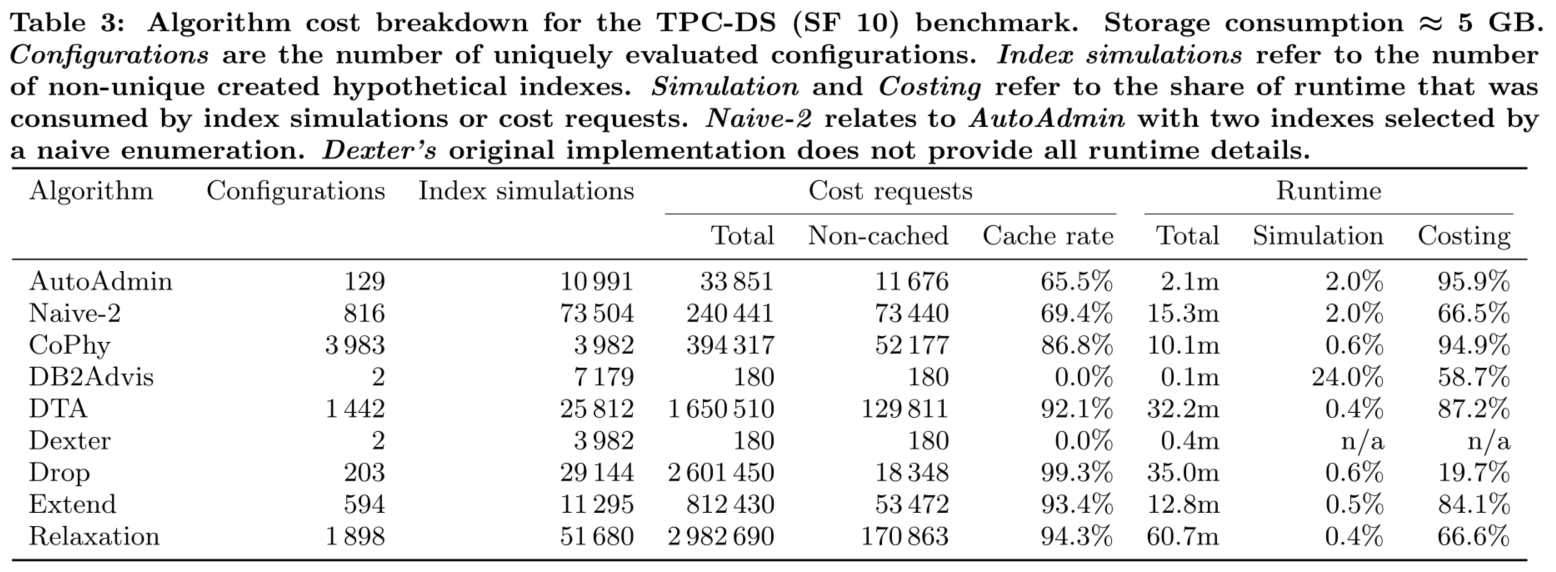 Table 3: Algorithm cost breakdown for the TPC-DS (SF 10) benchmark. Storage consumption ≈ 5 GB.
Configurations are the number of uniquely evaluated configurations. Index simulations refer to the number
of non-unique created hypothetical indexes. Simulation and Costing refer to the share of runtime that was
consumed by index simulations or cost requests. Naive-2 relates to AutoAdmin with two indexes selected by
a naive enumeration. Dexter's original implementation does not provide all runtime details.
Algorithm Configurations Index simulations Cost requests Runtime
Total Non-cached Cache rate Total Simulation Costing
AutoAdmin 129 10 991 33 851 11 676 65.5% 2.1m 2.0% 95.9%
Naive-2 816 73 504 240 441 73 440 69.4% 15.3m 2.0% 66.5%
CoPhy 3 983 3 982 394 317 52 177 86.8% 10.1m 0.6% 94.9%
DB2Advis 2 7 179 180 180 0.0% 0.1m 24.0% 58.7%
DTA 1 442 25 812 1 650 510 129 811 92.1% 32.2m 0.4% 87.2%
Dexter 2 3 982 180 180 0.0% 0.4m n/a n/a
Drop 203 29 144 2 601 450 18 348 99.3% 35.0m 0.6% 19.7%
Extend 594 11 295 812 430 53 472 93.4% 12.8m 0.5% 84.1%
Relaxation 1 898 51 680 2 982 690 170 863 94.3% 60.7m 0.4% 66.6%